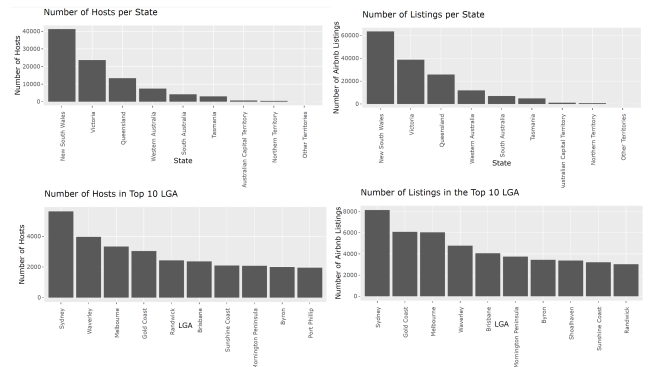 Number of Hosts per State
Number of Hosts
40000
30000
20000
10000
0
New South Wales
Victoria
Queensland
Western Australia
South Australia
Tasmania
Australian Capital Territory
Northern Territory
Other Territories
State
Number of Listings per State
Number of Airbnb Listings
60000
40000
20000
0
New South Wales
Victoria
Queensland
Western Australia
South Australia
Tasmania
ustralian Capital Territory
Northern Territory
Other Territories
State
Number of Hosts in Top 10 LGA
Number of Hosts
4000
2000
0
Sydney
Waverley
Melbourne
Gold Coast
Randwick
Brisbane
Sunshine Coast
Mornington Peninsula
Byron
Port Phillip
LGA
Number of Listings in the Top 10 LGA
Number of Airbnb Listings
8000
6000
4000
2000
0
Sydney
Gold Coast
Melbourne
Waverley
Brisbane
Mornington Peninsula
Byron
Shoalhaven
Sunshine Coast
Randwick
LGA